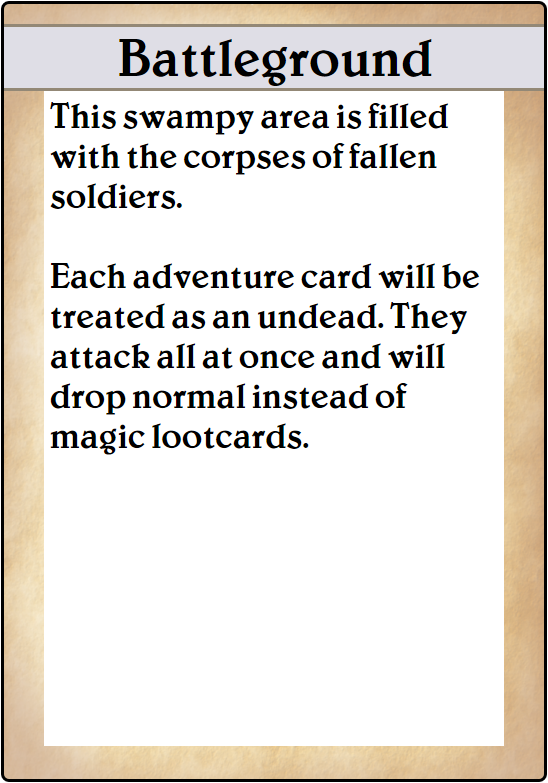 Battleground
This swampy area is filled
with the corpses of fallen
soldiers.
Each adventure card will be
treated as an undead. They
attack all at once and will
drop normal instead of
magic lootcards.